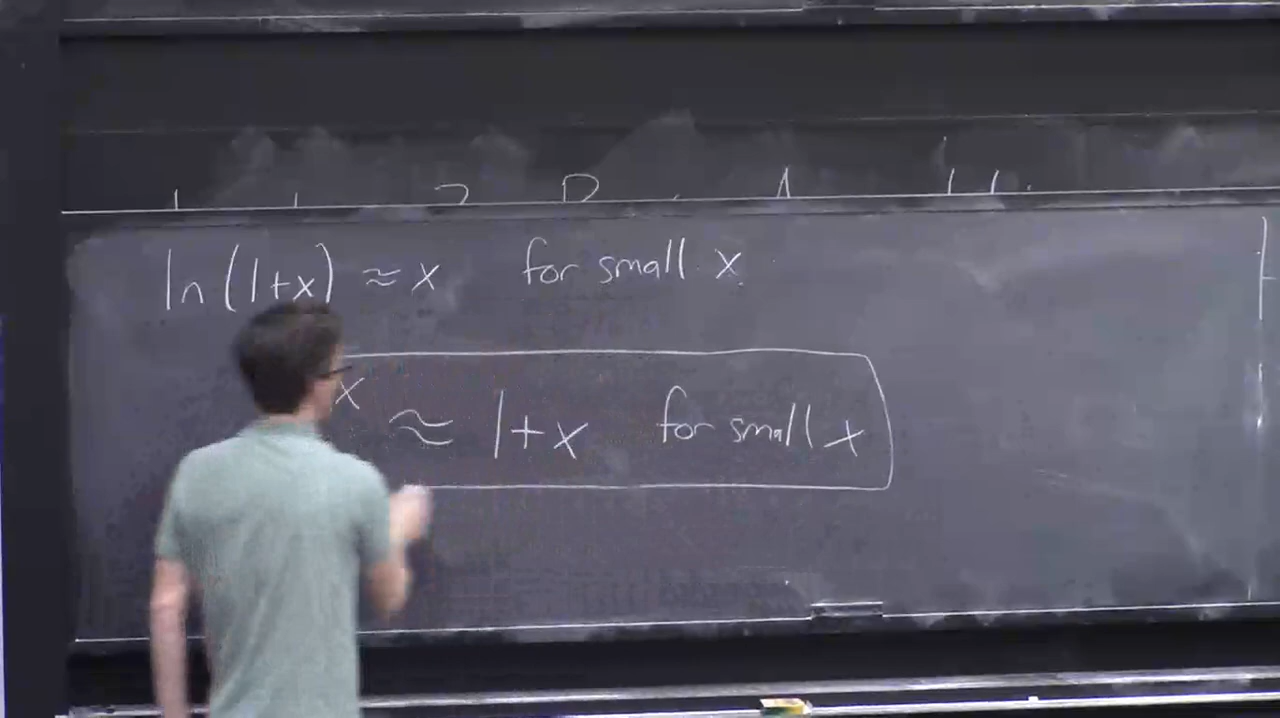 ln(1+x) ≈ x for small x.
x ≈ 1+x for small x